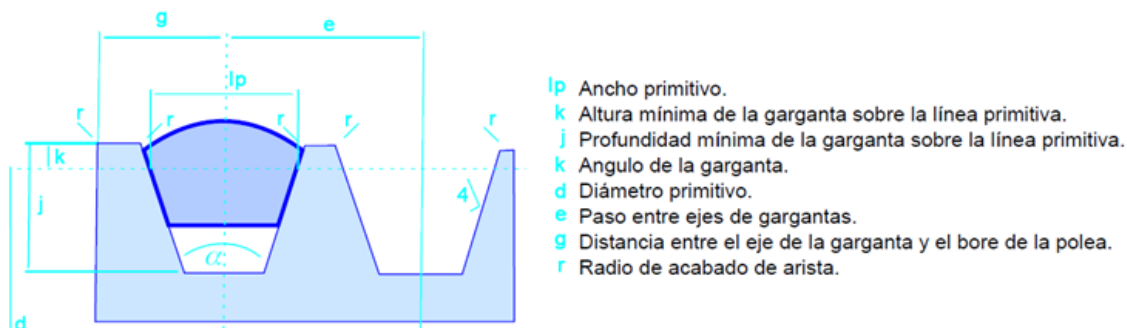 g
e
lp
r
r
r
r
r
k
j
4
α
d
lp Ancho primitivo.
k Altura mínima de la garganta sobre la línea primitiva.
j Profundidad mínima de la garganta sobre la línea primitiva.
k Angulo de la garganta.
d Diámetro primitivo.
e Paso entre ejes de gargantas.
g Distancia entre el eje de la garganta y el bore de la polea.
r Radio de acabado de arista.